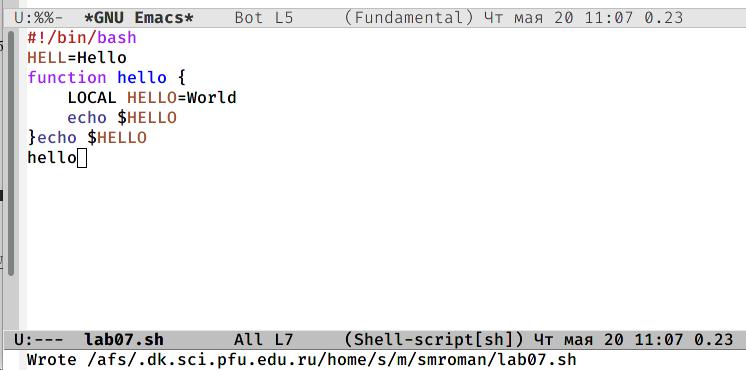 U:%%-  *GNU Emacs*    Bot L5     (Fundamental) Чт мая 20 11:07 0.23
#!/bin/bash
HELL=Hello
function hello {
    LOCAL HELLO=World
    echo $HELLO
}echo $HELLO
hello
U:---  lab07.sh       All L7     (Shell-script[sh]) Чт мая 20 11:07 0.23
Wrote /afs/.dk.sci.pfu.edu.ru/home/s/m/smroman/lab07.sh